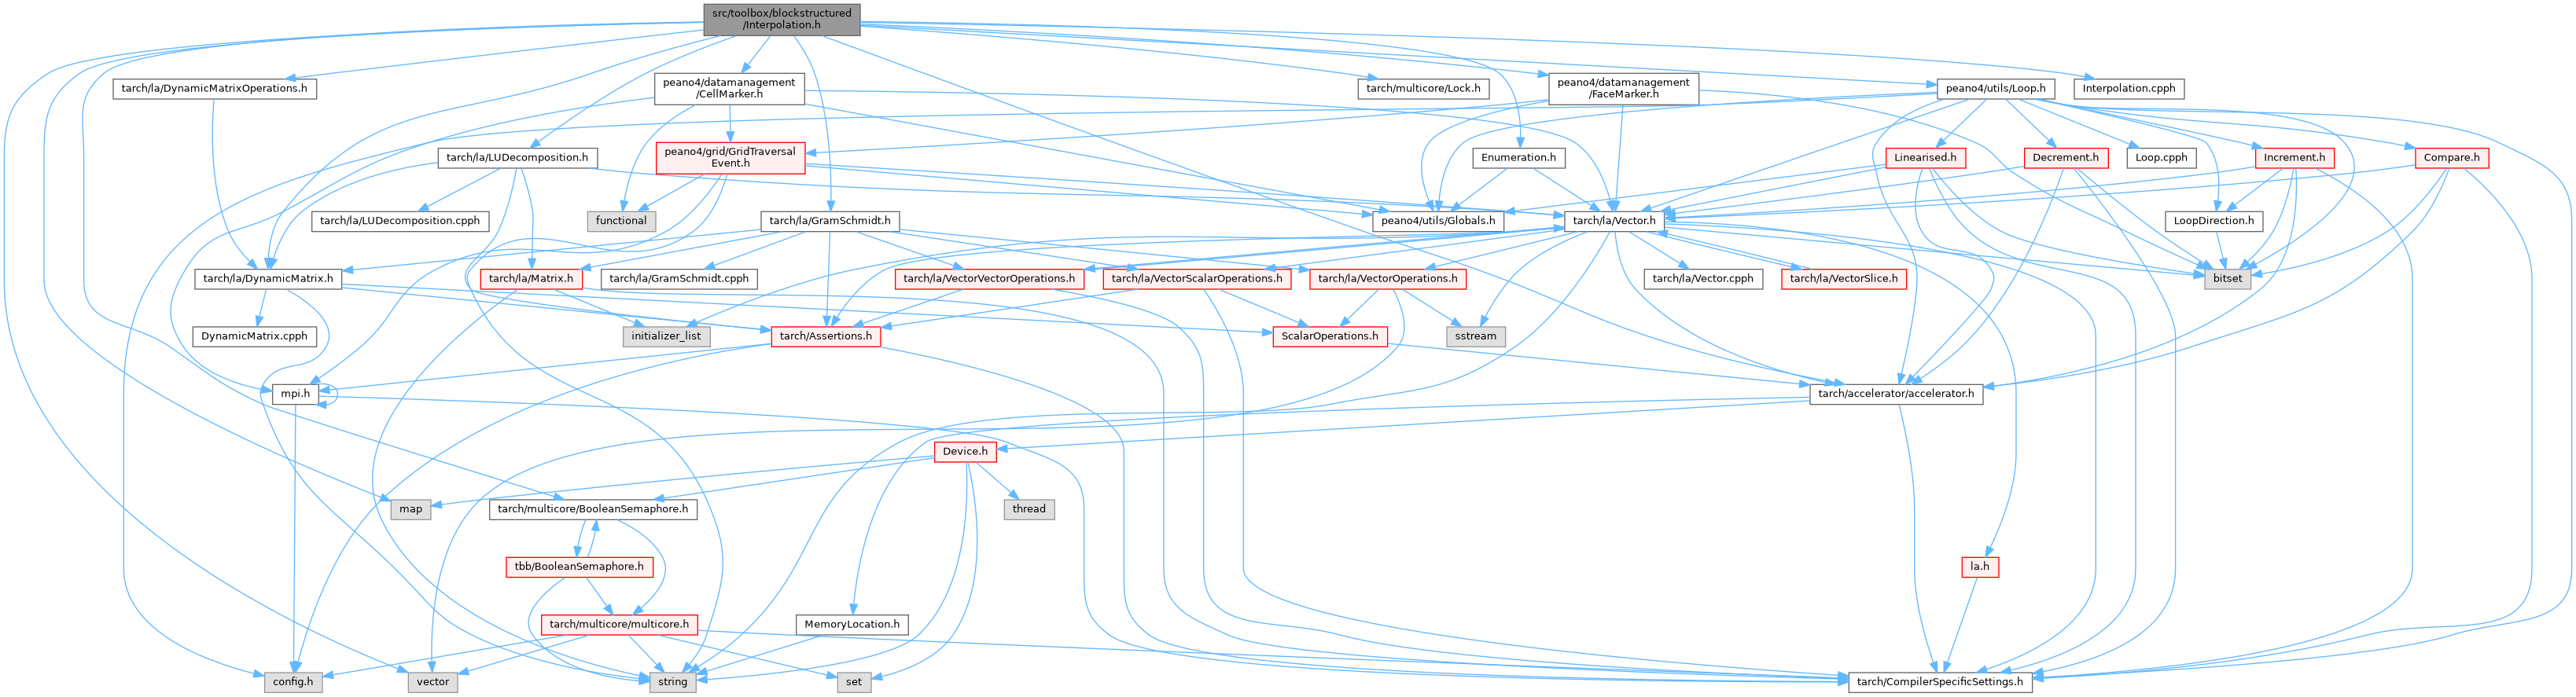 src/toolbox/blockstructured
/Interpolation.h
tarch/la/DynamicMatrixOperations.h
peano4/datamanagement
/CellMarker.h
tarch/multicore/Lock.h
peano4/datamanagement
/FaceMarker.h
peano4/utils/Loop.h
Interpolation.cpph
tarch/la/LUDecomposition.h
peano4/grid/GridTraversal
Event.h
Enumeration.h
Linearised.h
Decrement.h
Loop.cpph
Increment.h
Compare.h
tarch/la/LUDecomposition.cpph
functional
tarch/la/GramSchmidt.h
peano4/utils/Globals.h
tarch/la/Vector.h
LoopDirection.h
tarch/la/DynamicMatrix.h
tarch/la/Matrix.h
tarch/la/GramSchmidt.cpph
tarch/la/VectorVectorOperations.h
tarch/la/VectorScalarOperations.h
tarch/la/VectorOperations.h
tarch/la/Vector.cpph
tarch/la/VectorSlice.h
bitset
DynamicMatrix.cpph
initializer_list
tarch/Assertions.h
ScalarOperations.h
sstream
mpi.h
tarch/accelerator/accelerator.h
Device.h
map
tarch/multicore/BooleanSemaphore.h
thread
tbb/BooleanSemaphore.h
la.h
tarch/multicore/multicore.h
MemoryLocation.h
config.h
vector
string
set
tarch/CompilerSpecificSettings.h